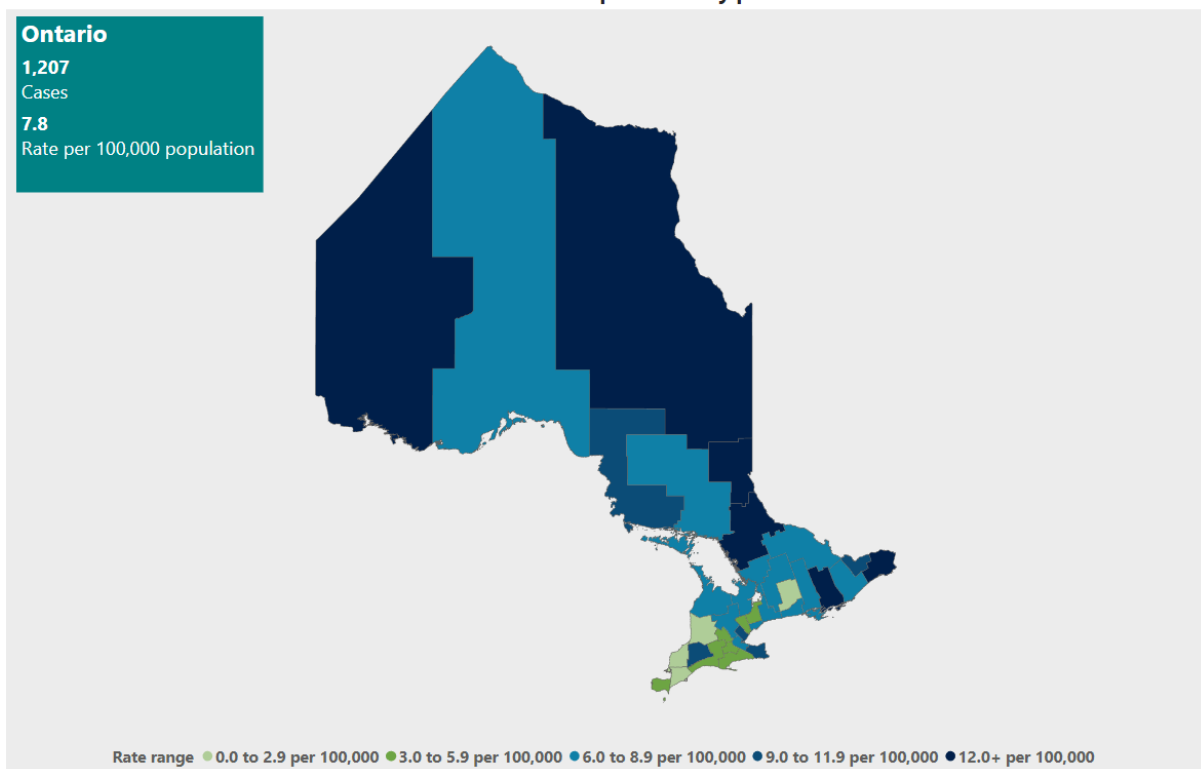 Ontario
1,207
Cases
7.8
Rate per 100,000 population
Rate range 0.0 to 2.9 per 100,000 3.0 to 5.9 per 100,000 6.0 to 8.9 per 100,000 9.0 to 11.9 per 100,000 12.0+ per 100,000